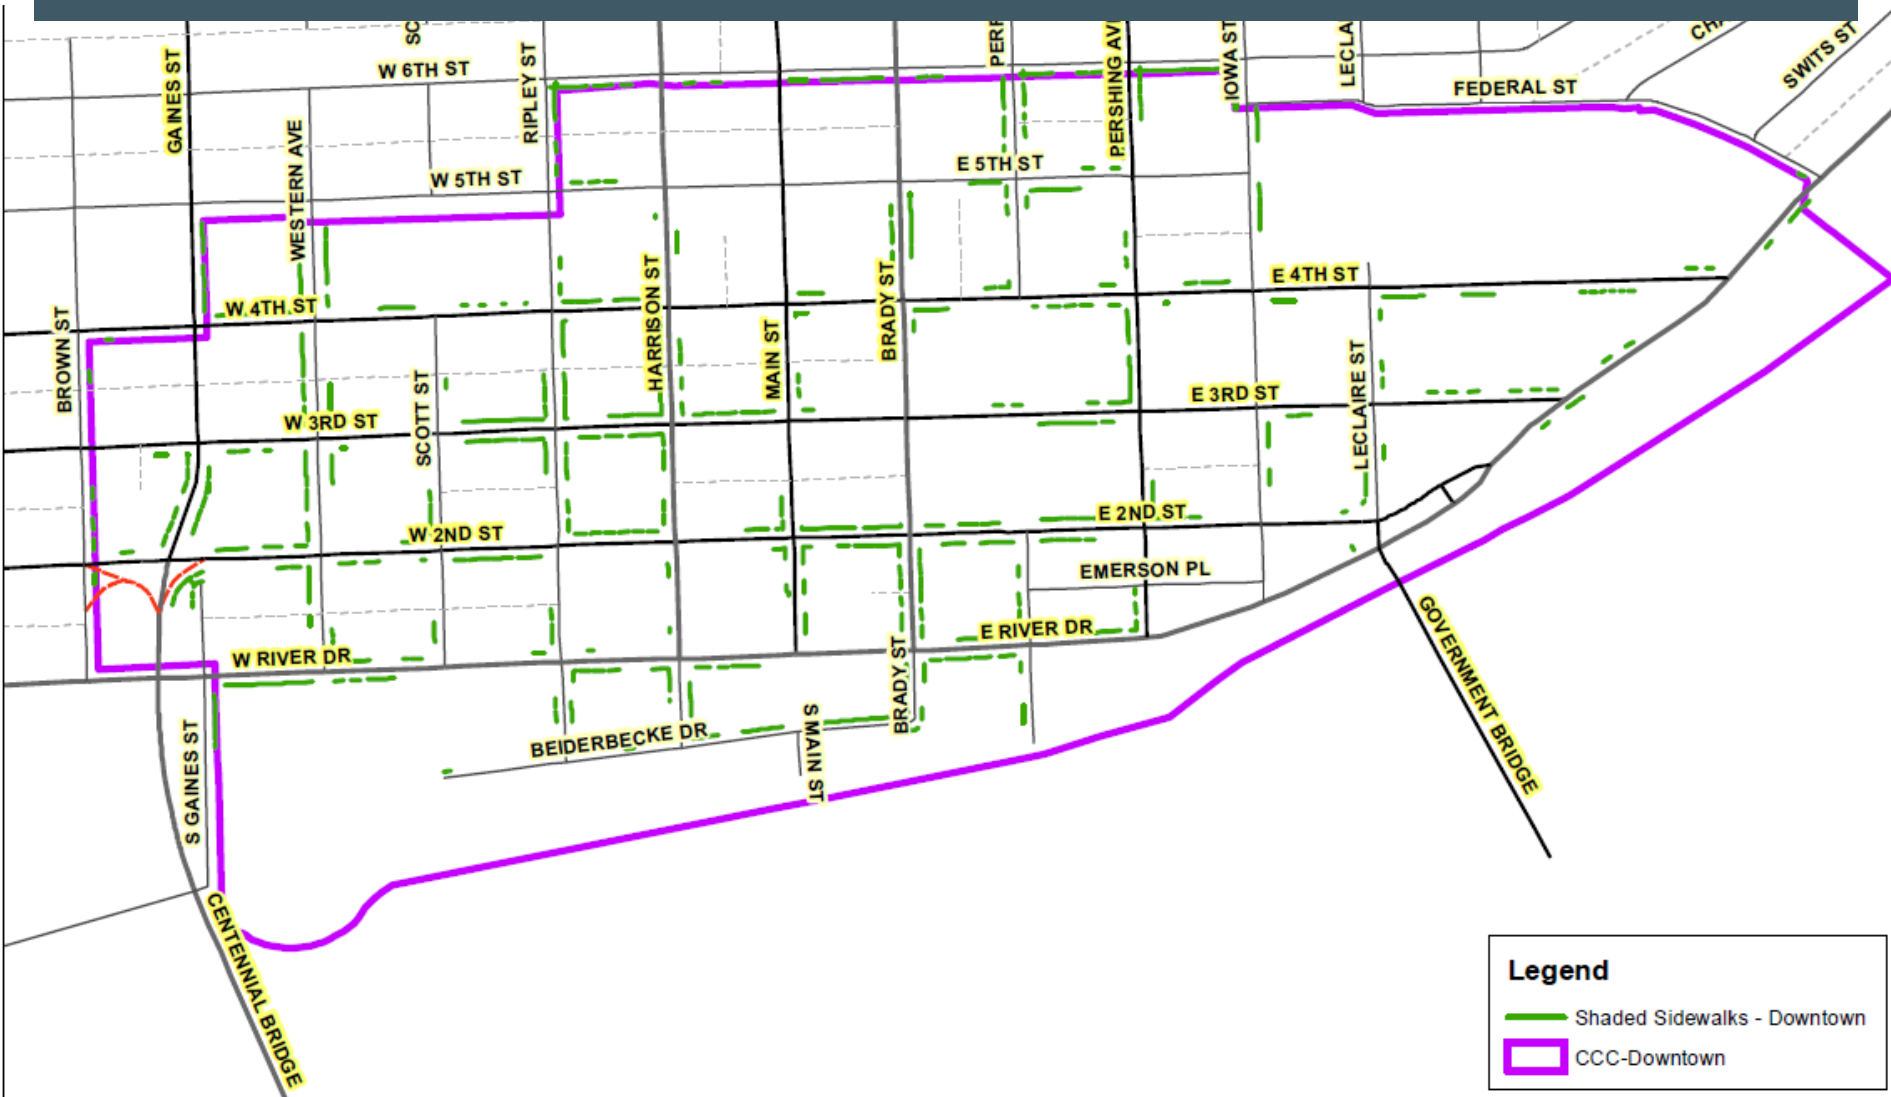 GAINES ST
SC
W 6TH ST
RIPLEY ST
PERSHING AV
IOWA ST
LECLA
SWITS ST
FEDERAL ST
WESTERN AVE
W 5TH ST
E 5TH ST
BROWN ST
W 4TH ST
HARRISON ST
MAIN ST
BRADY ST
E 4TH ST
W 3RD ST
SCOTT ST
E 3RD ST
LECLAIRE ST
W 2ND ST
E 2ND ST
EMERSON PL
W RIVER DR
E RIVER DR
BRADY ST
S GAINES ST
BEIDERBECKE DR
S MAIN ST
GOVERNMENT BRIDGE
CENTENNIAL BRIDGE
Legend
Shaded Sidewalks - Downtown
CCC-Downtown